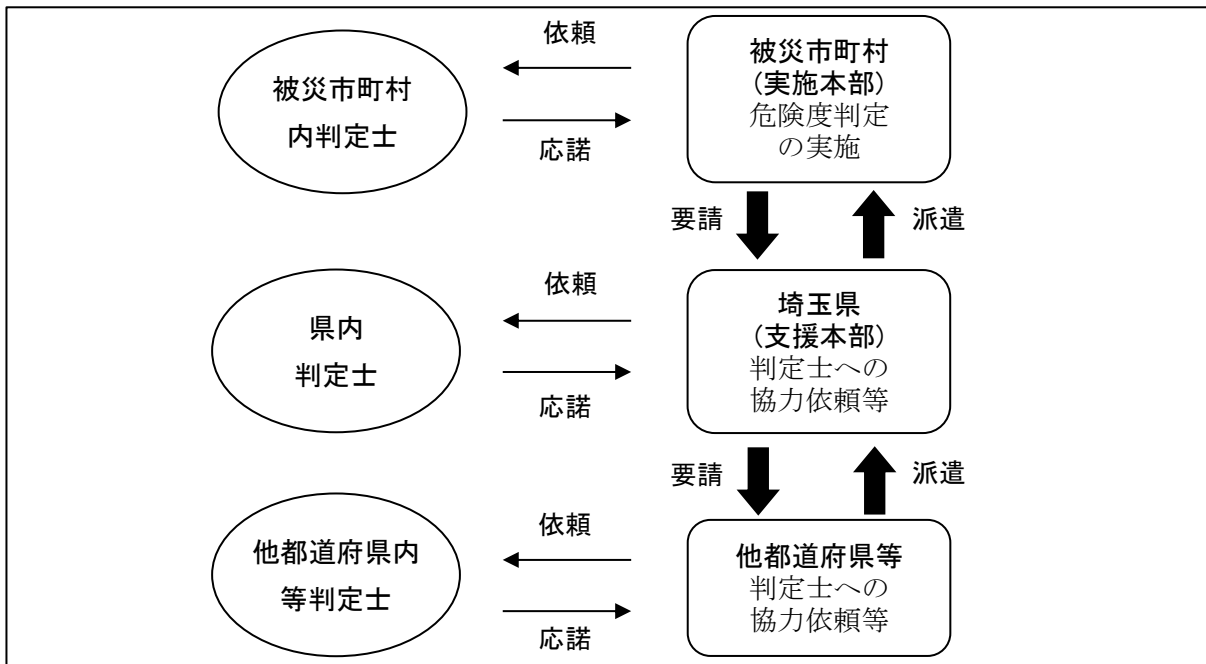 依頼
被災市町村
内判定士
応諾
被災市町村
(実施本部)
危険度判定
の実施
要請
派遣
依頼
県内
判定士
応諾
埼玉県
(支援本部)
判定士への
協力依頼等
要請
派遣
依頼
他都道府県内
等判定士
応諾
他都道府県等
判定士への
協力依頼等